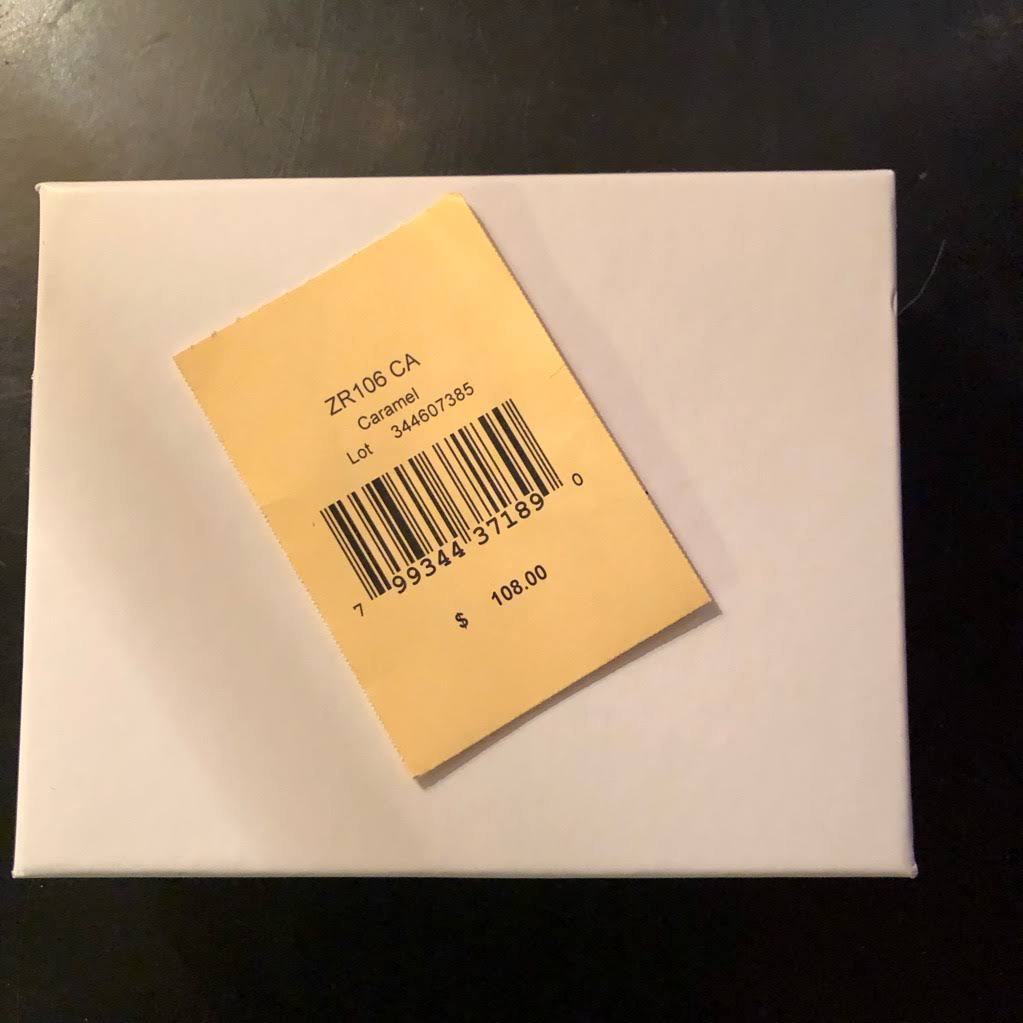 ZR106 CA
Caramel
Lot 344607385
7 99344 37189 0
$ 108.00